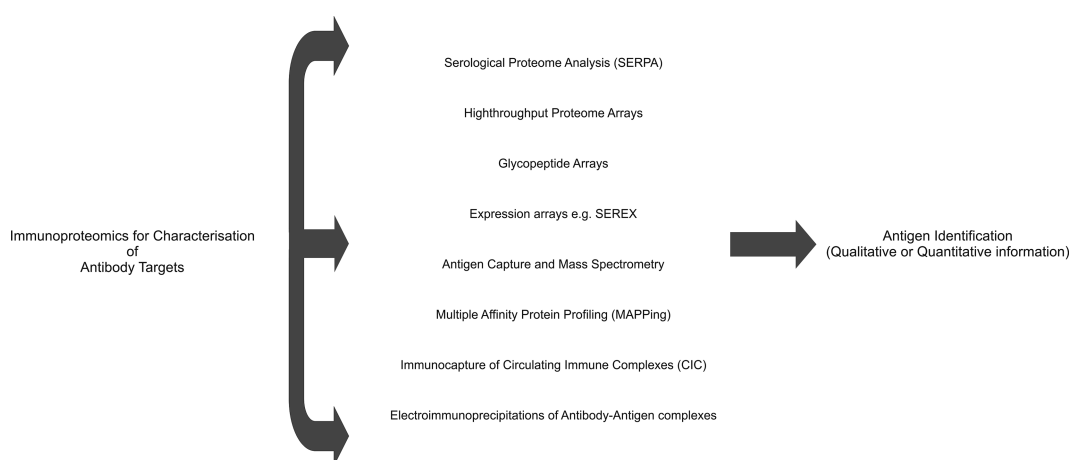 Serological Proteome Analysis (SERPA)
Highthroughput Proteome Arrays
Glycopeptide Arrays
Expression arrays e.g. SEREX
Immunoproteomics for Characterisation
of
Antibody Targets
Antigen Identification
(Qualitative or Quantitative information)
Antigen Capture and Mass Spectrometry
Multiple Affinity Protein Profiling (MAPPing)
Immunocapture of Circulating Immune Complexes (CIC)
Electroimmunoprecipitations of Antibody-Antigen complexes